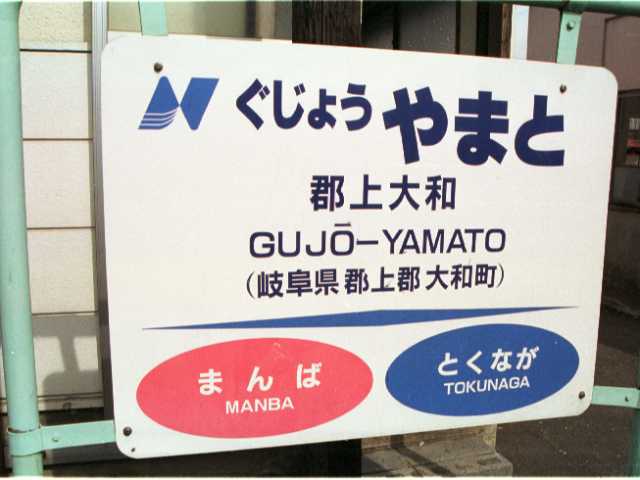 ぐじょうやまと
郡上大和
GUJŌ−YAMATO
(岐阜県郡上郡大和町)
まんば
MANBA
とくなが
TOKUNAGA